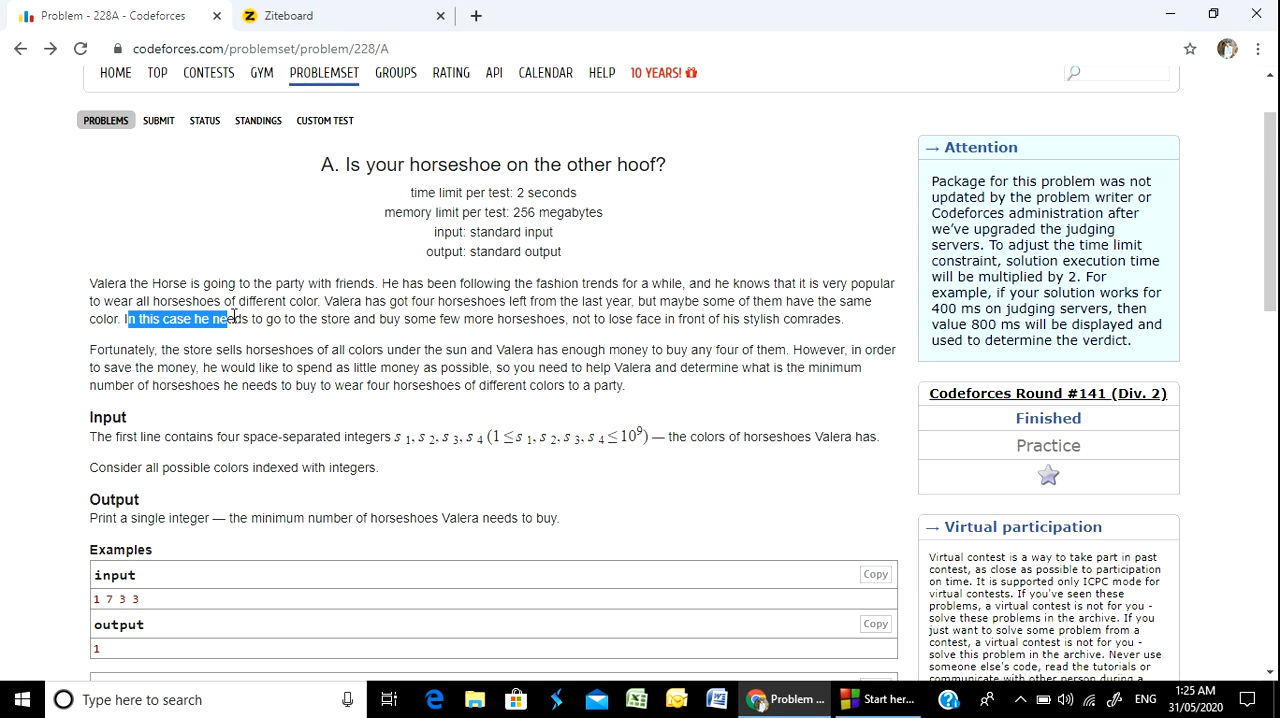 Problem - 228A - Codeforces
Ziteboard
codeforces.com/problemset/problem/228/A
HOME TOP CONTESTS GYM PROBLEMSET GROUPS RATING API CALENDAR HELP 10 YEARS!
PROBLEMS SUBMIT STATUS STANDINGS CUSTOM TEST
A. Is your horseshoe on the other hoof?
time limit per test: 2 seconds
memory limit per test: 256 megabytes
input: standard input
output: standard output
Valera the Horse is going to the party with friends. He has been following the fashion trends for a while, and he knows that it is very popular
to wear all horseshoes of different color. Valera has got four horseshoes left from the last year, but maybe some of them have the same
color. In this case he needs to go to the store and buy some few more horseshoes, not to lose face in front of his stylish comrades.
Fortunately, the store sells horseshoes of all colors under the sun and Valera has enough money to buy any four of them. However, in order
to save the money, he would like to spend as little money as possible, so you need to help Valera and determine what is the minimum
number of horseshoes he needs to buy to wear four horseshoes of different colors to a party.
Input
The first line contains four space-separated integers s 1, s 2, s 3, s 4 (1 ≤ s 1, s 2, s 3, s 4 ≤ 10^9) — the colors of horseshoes Valera has.
Consider all possible colors indexed with integers.
Output
Print a single integer — the minimum number of horseshoes Valera needs to buy.
Examples
input
Copy
1 7 3 3
output
Copy
1
→ Attention
Package for this problem was not
updated by the problem writer or
Codeforces administration after
we've upgraded the judging
servers. To adjust the time limit
constraint, solution execution time
will be multiplied by 2. For
example, if your solution works for
400 ms on judging servers, then
value 800 ms will be displayed and
used to determine the verdict.
Codeforces Round #141 (Div. 2)
Finished
Practice
→ Virtual participation
Virtual contest is a way to take part in past
contest, as close as possible to participation
on time. It is supported only ICPC mode for
virtual contests. If you've seen these
problems, a virtual contest is not for you -
solve these problems in the archive. If you
just want to solve some problem from a
contest, a virtual contest is not for you -
solve this problem in the archive. Never use
someone else's code, read the tutorials or
communicate with other person during a
Type here to search
Problem ...
Start her...
ENG
1:25 AM
31/05/2020